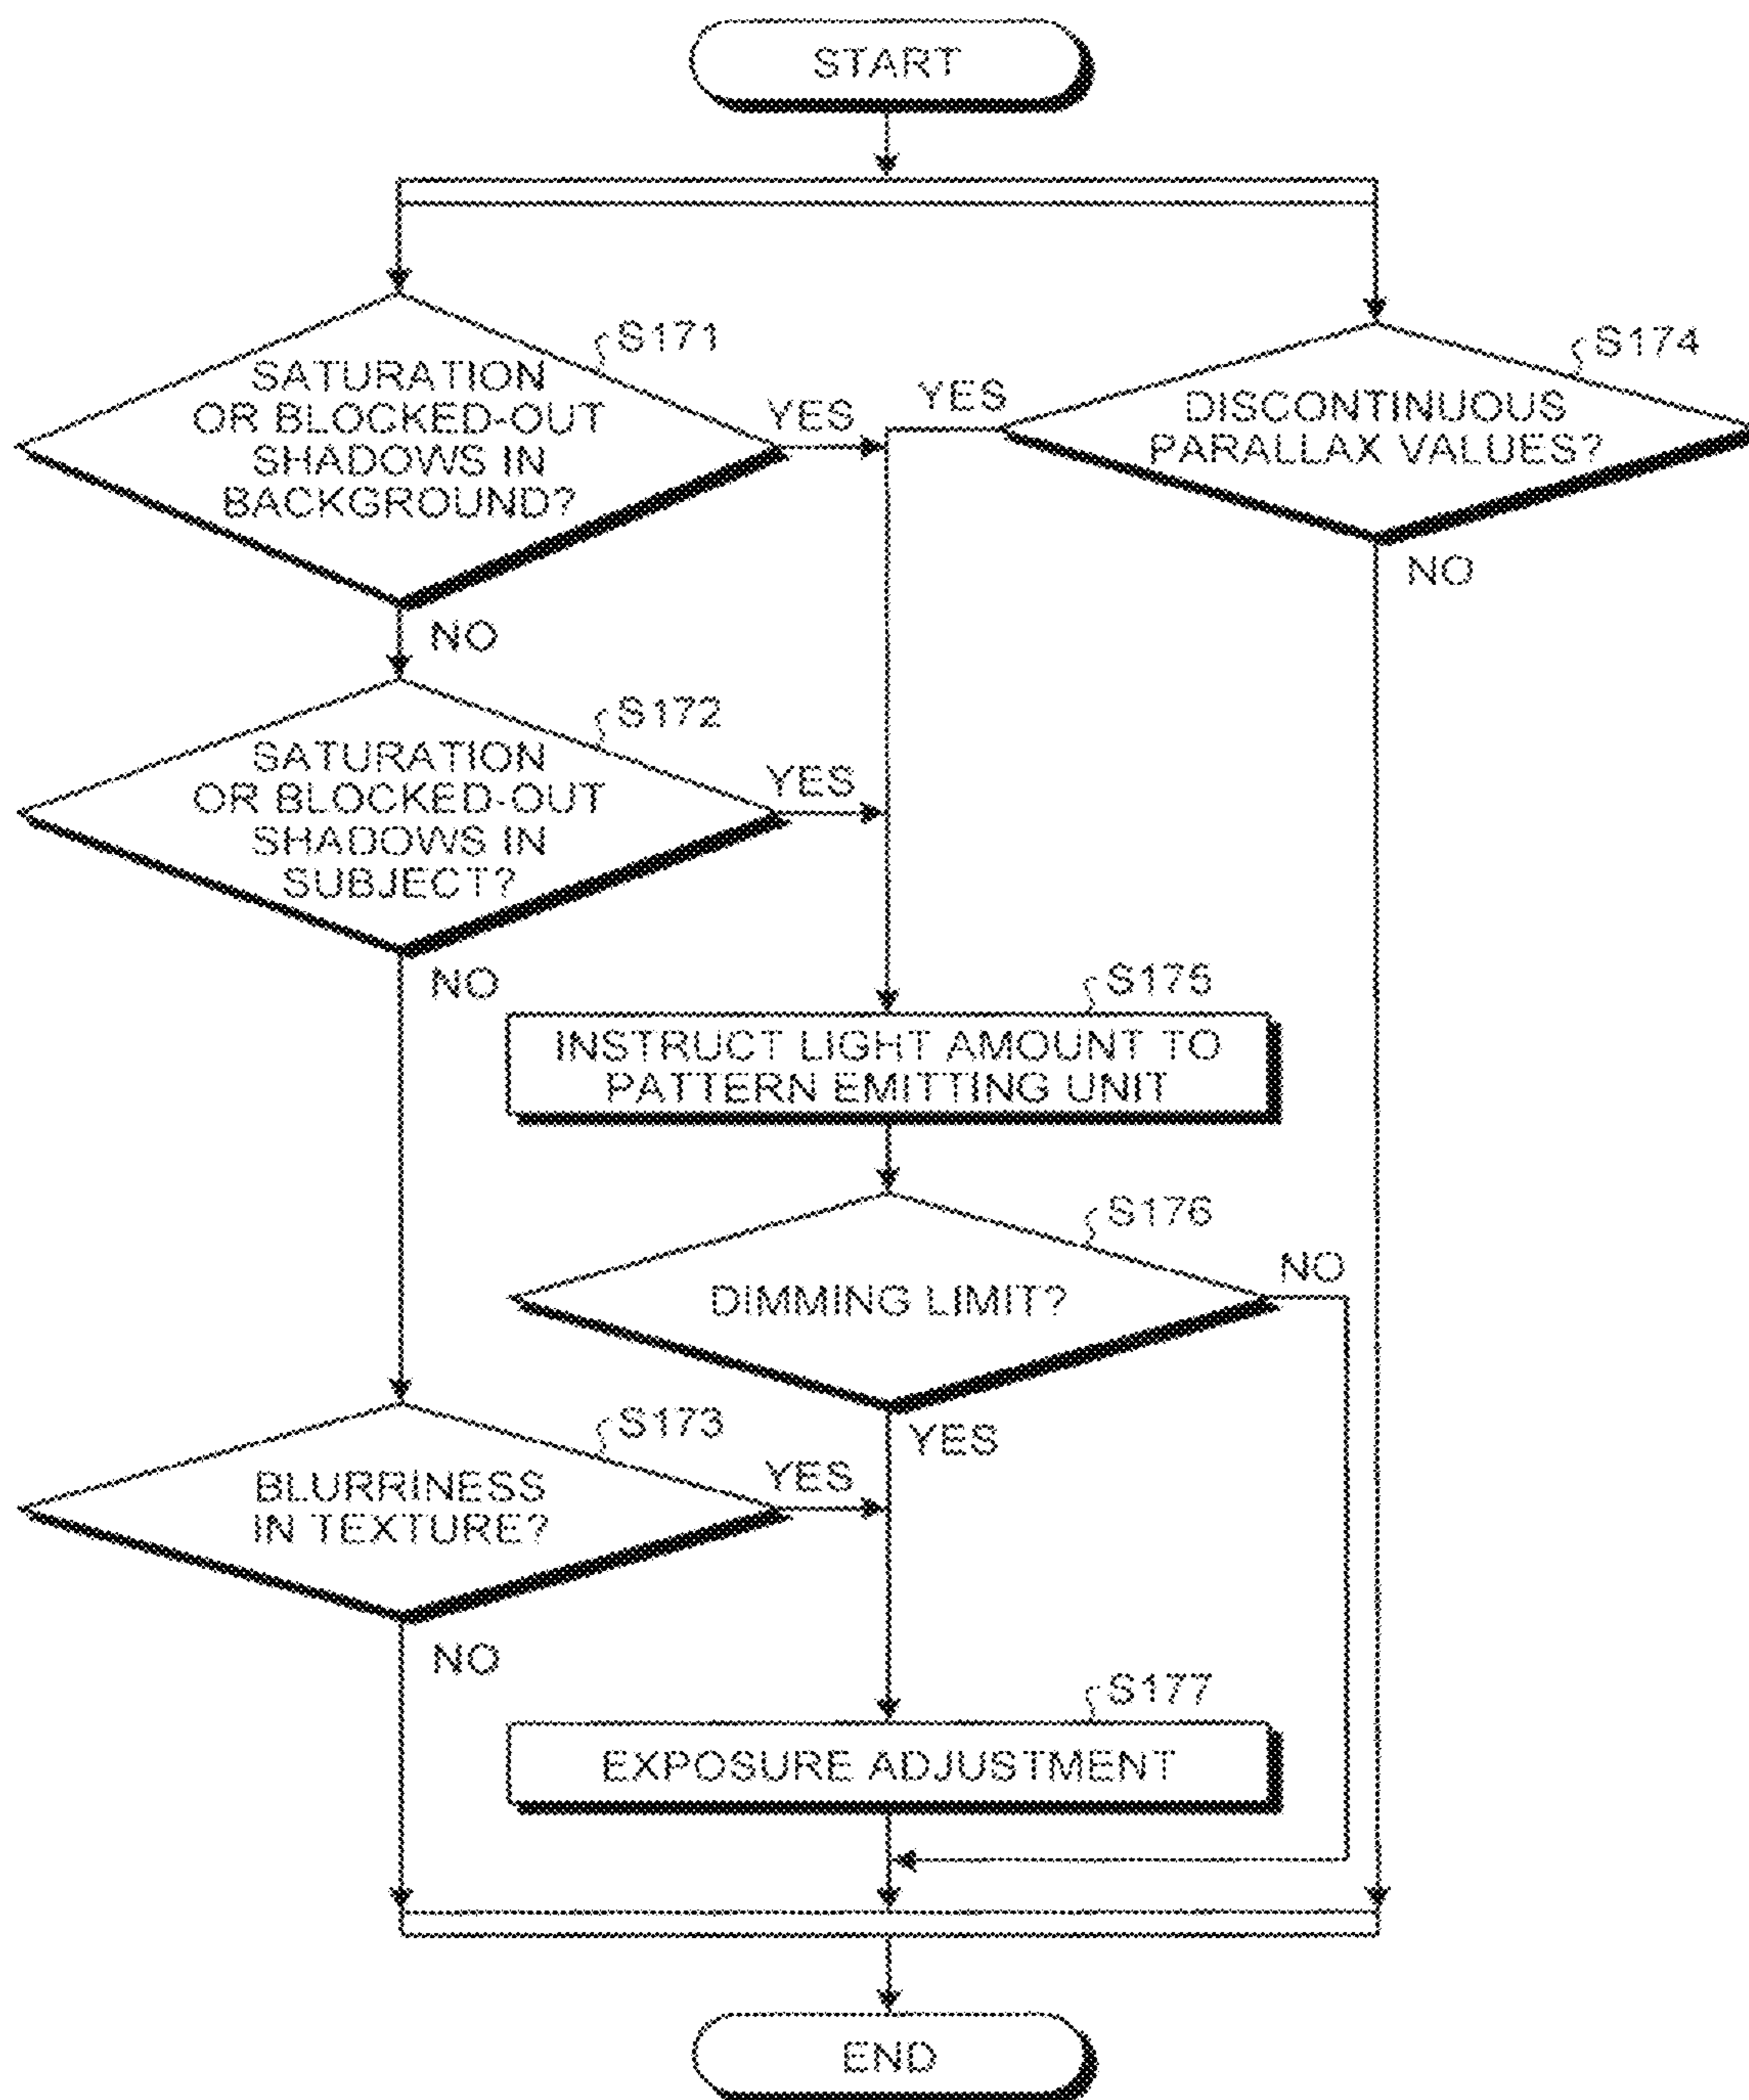 START
S171
SATURATION
OR BLOCKED-OUT
SHADOWS IN
BACKGROUND?
YES
NO
S174
DISCONTINUOUS
PARALLAX VALUES?
YES
NO
S172
SATURATION
OR BLOCKED-OUT
SHADOWS IN
SUBJECT?
YES
NO
S175
INSTRUCT LIGHT AMOUNT TO
PATTERN EMITTING UNIT
S176
DIMMING LIMIT?
NO
YES
S173
BLURRINESS
IN TEXTURE?
YES
NO
S177
EXPOSURE ADJUSTMENT
END